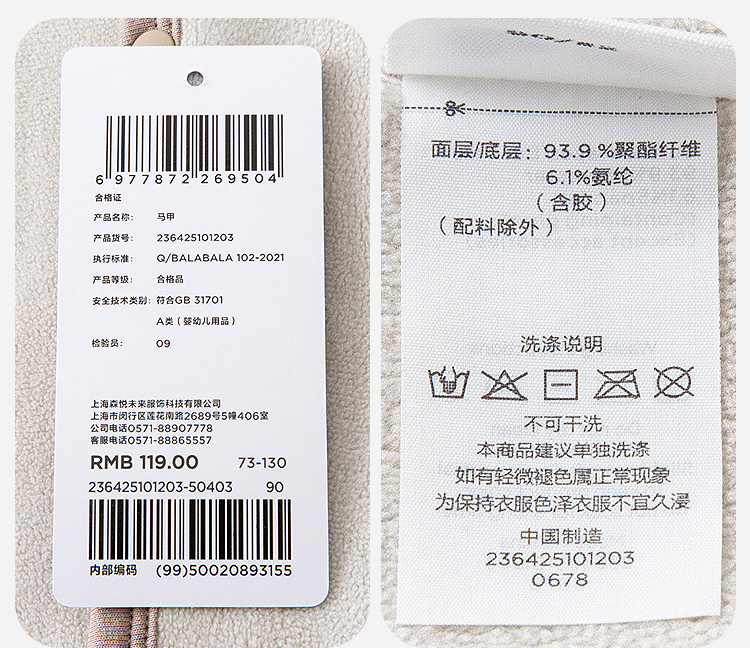 6 977872 269504
合格证
产品名称: 马甲
产品货号: 236425101203
执行标准: Q/BALABALA 102-2021
产品等级: 合格品
安全技术类别: 符合GB 31701
A类（婴幼儿用品）
检验员: 09
上海森悦未来服饰科技有限公司
上海市闵行区莲花南路2689号5幢406室
公司电话0571-88907778
客服电话0571-88865557
RMB 119.00 73-130
236425101203-50403 90
内部编码 (99)50020893155
面层/底层: 93.9 %聚酯纤维
6.1%氨纶
（含胶）
（配料除外）
洗涤说明
不可干洗
本商品建议单独洗涤
如有轻微褪色属正常现象
为保持衣服色泽衣服不宜久浸
中国制造
236425101203
0678